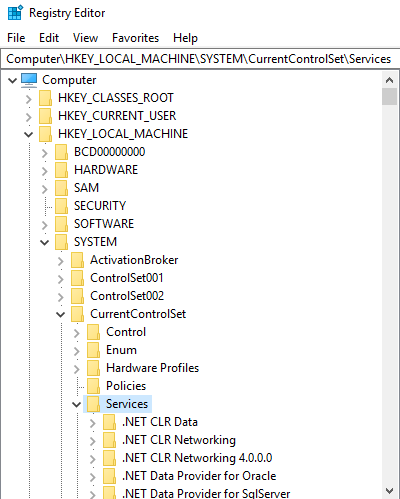 Registry Editor
File Edit View Favorites Help
Computer\HKEY_LOCAL_MACHINE\SYSTEM\CurrentControlSet\Services
Computer
HKEY_CLASSES_ROOT
HKEY_CURRENT_USER
HKEY_LOCAL_MACHINE
BCD00000000
HARDWARE
SAM
SECURITY
SOFTWARE
SYSTEM
ActivationBroker
ControlSet001
ControlSet002
CurrentControlSet
Control
Enum
Hardware Profiles
Policies
Services
.NET CLR Data
.NET CLR Networking
.NET CLR Networking 4.0.0.0
.NET Data Provider for Oracle
.NET Data Provider for SqlServer